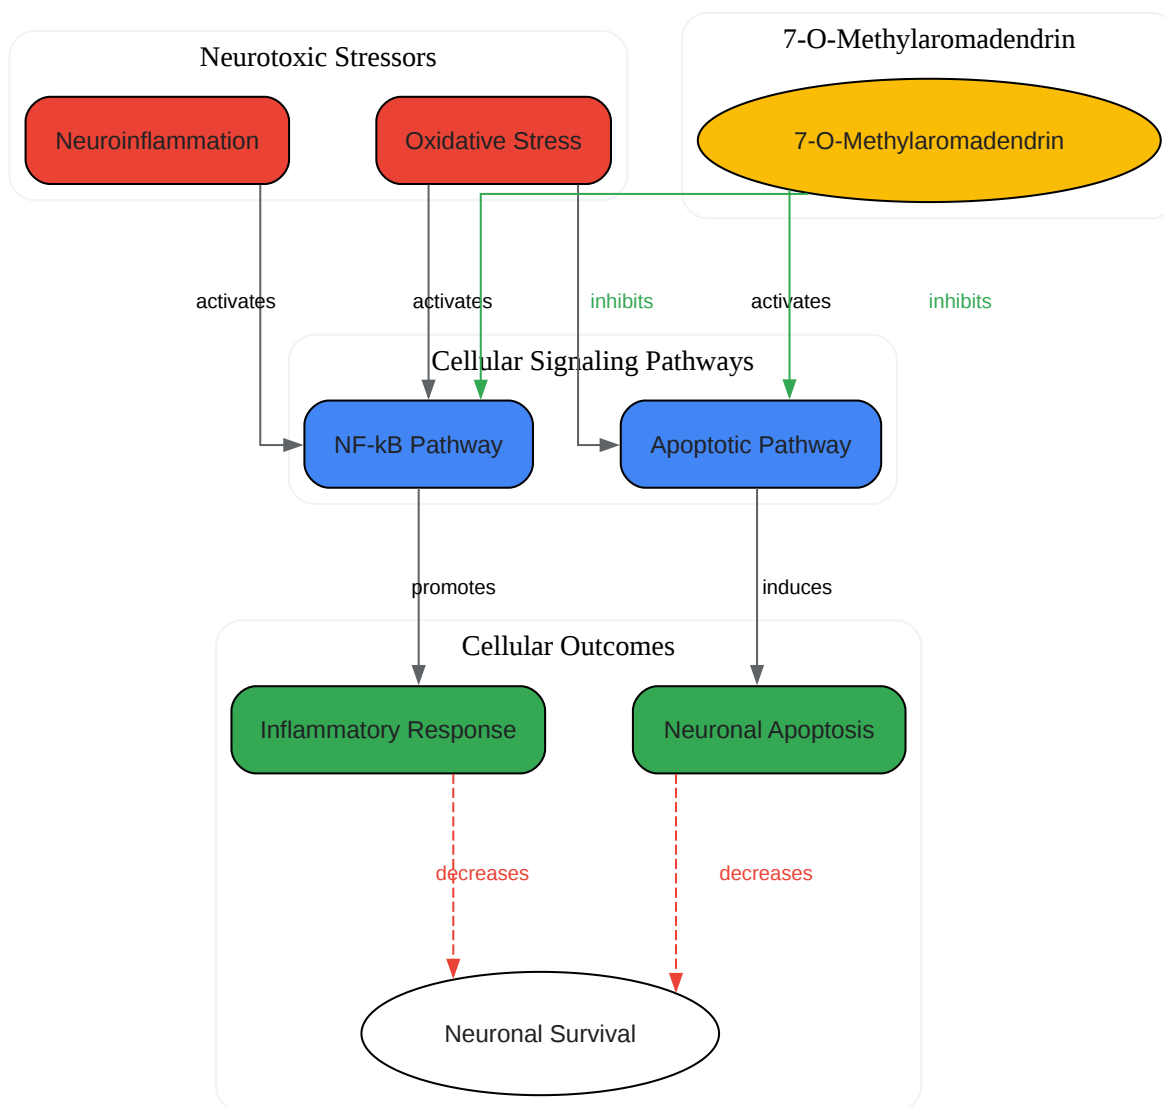 Neurotoxic Stressors
7-O-Methylaromadendrin
Neuroinflammation
Oxidative Stress
7-O-Methylaromadendrin
activates
activates
inhibits
activates
inhibits
Cellular Signaling Pathways
NF-kB Pathway
Apoptotic Pathway
promotes
induces
Cellular Outcomes
Inflammatory Response
Neuronal Apoptosis
decreases
decreases
Neuronal Survival